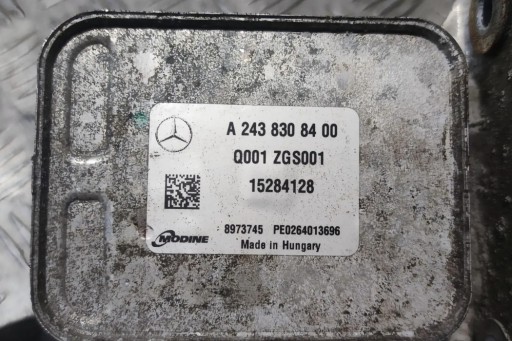 A 243 830 84 00
Q001 ZGS001
15284128
8973745 PE0264013696
MODINE
Made in Hungary